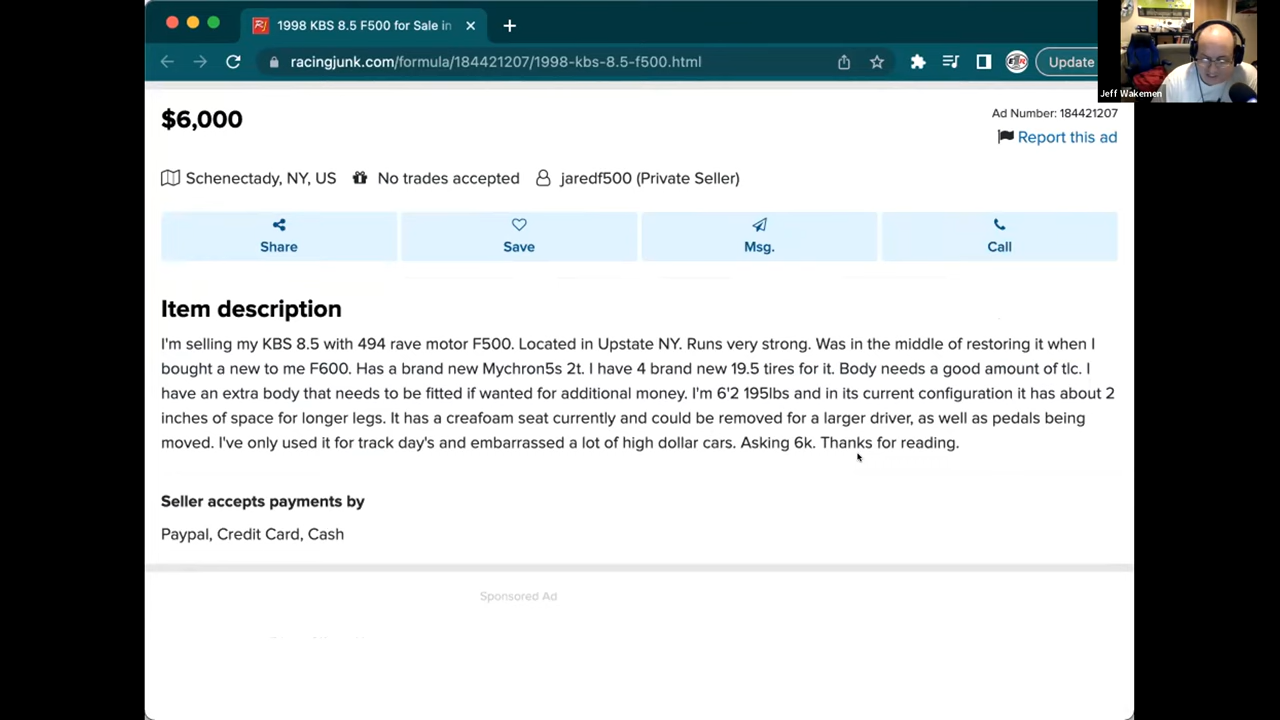 1998 KBS 8.5 F500 for Sale in
racingjunk.com/formula/184421207/1998-kbs-8.5-f500.html
Update
Jeff Wakemen
$6,000
Ad Number: 184421207
Report this ad
Schenectady, NY, US
No trades accepted
jaredf500 (Private Seller)
Share
Save
Msg.
Call
Item description
I'm selling my KBS 8.5 with 494 rave motor F500. Located in Upstate NY. Runs very strong. Was in the middle of restoring it when I
bought a new to me F600. Has a brand new Mychron5s 2t. I have 4 brand new 19.5 tires for it. Body needs a good amount of tlc. I
have an extra body that needs to be fitted if wanted for additional money. I'm 6'2 195lbs and in its current configuration it has about 2
inches of space for longer legs. It has a creafoam seat currently and could be removed for a larger driver, as well as pedals being
moved. I've only used it for track day's and embarrassed a lot of high dollar cars. Asking 6k. Thanks for reading.
Seller accepts payments by
Paypal, Credit Card, Cash
Sponsored Ad